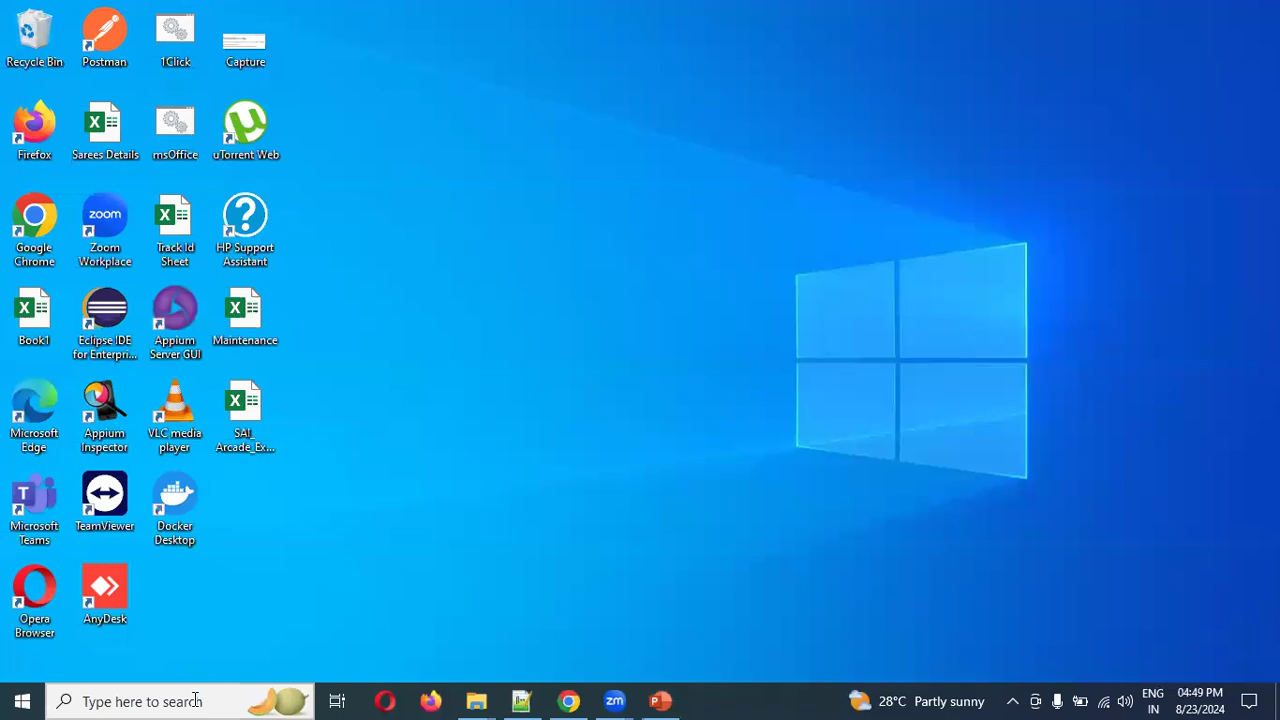 Recycle Bin
Postman
1Click
Capture
Firefox
Sarees Details
msOffice
uTorrent Web
Google
Chrome
zoom
Zoom
Workplace
Track Id
Sheet
HP Support
Assistant
Book1
Eclipse IDE
for Enterpri...
Appium
Server GUI
Maintenance
Microsoft
Edge
Appium
Inspector
VLC media
player
SAI_
Arcade_Ex...
Microsoft
Teams
TeamViewer
Docker
Desktop
Opera
Browser
AnyDesk
Type here to search
zm
28°C Partly sunny
ENG
IN
04:49 PM
8/23/2024